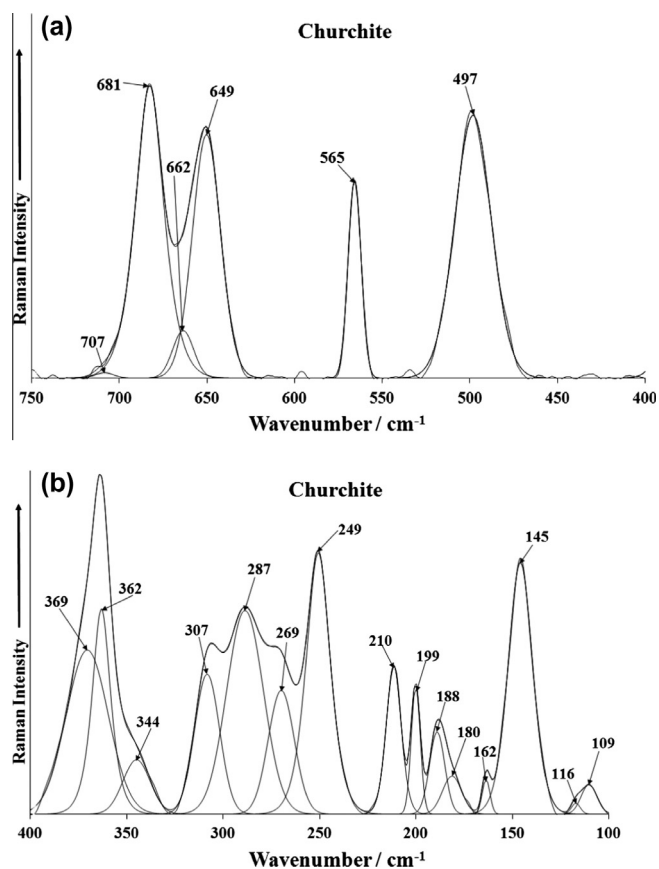 (a)
Churchite
Raman Intensity
681
649
662
707
565
497
750 700 650 600 550 500 450 400
Wavenumber / cm⁻¹
(b)
Churchite
Raman Intensity
369
362
344
307
287
269
249
210
199
188
180
162
145
116
109
400 350 300 250 200 150 100
Wavenumber / cm⁻¹